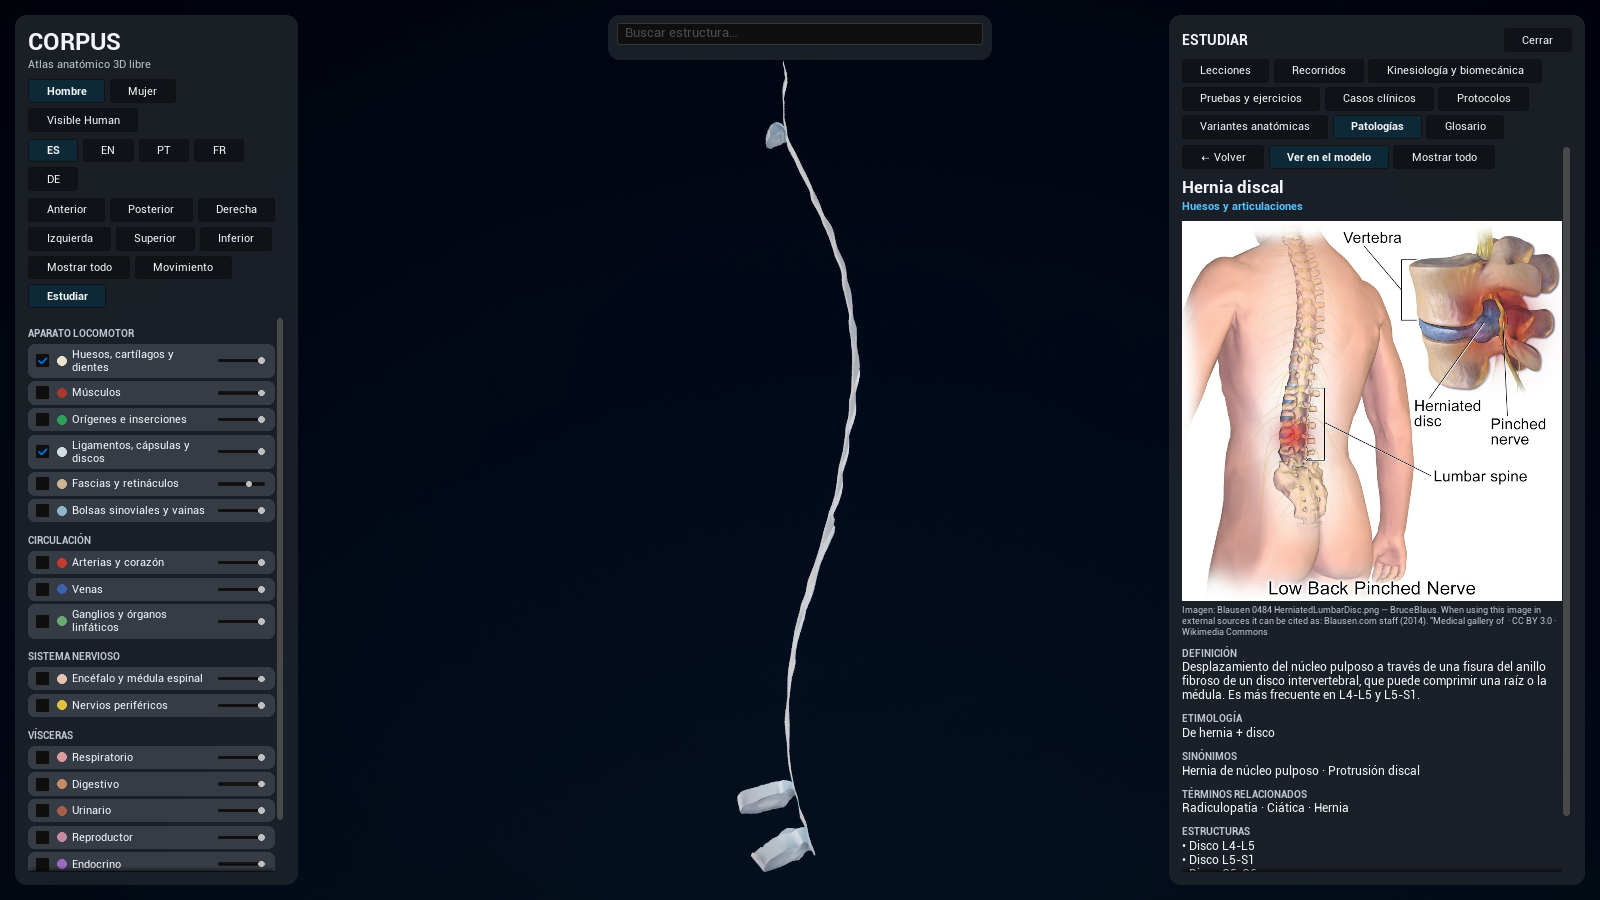 CORPUS
Atlas anatómico 3D libre
Hombre
Mujer
Visible Human
ES
EN
PT
FR
DE
Anterior
Posterior
Derecha
Izquierda
Superior
Inferior
Mostrar todo
Movimiento
Estudiar
APARATO LOCOMOTOR
Huesos, cartílagos y
dientes
Músculos
Orígenes e inserciones
Ligamentos, cápsulas y
discos
Fascias y retináculos
Bolsas sinoviales y vainas
CIRCULACIÓN
Arterias y corazón
Venas
Ganglios y órganos
linfáticos
SISTEMA NERVIOSO
Encéfalo y médula espinal
Nervios periféricos
VÍSCERAS
Respiratorio
Digestivo
Urinario
Reproductor
Endocrino
Buscar estructura...
ESTUDIAR
Cerrar
Lecciones
Recorridos
Kinesiología y biomecánica
Pruebas y ejercicios
Casos clínicos
Protocolos
Variantes anatómicas
Patologías
Glosario
← Volver
Ver en el modelo
Mostrar todo
Hernia discal
Huesos y articulaciones
Vertebra
Herniated
disc
Pinched
nerve
Lumbar spine
Low Back Pinched Nerve
Imagen: Blausen 0484 HerniatedLumbarDisc.png — BruceBlaus. When using this image in
external sources it can be cited as: Blausen.com staff (2014). "Medical gallery of · CC BY 3.0 ·
Wikimedia Commons
DEFINICIÓN
Desplazamiento del núcleo pulposo a través de una fisura del anillo
fibroso de un disco intervertebral, que puede comprimir una raíz o la
médula. Es más frecuente en L4-L5 y L5-S1.
ETIMOLOGÍA
De hernia + disco
SINÓNIMOS
Hernia de núcleo pulposo · Protrusión discal
TÉRMINOS RELACIONADOS
Radiculopatía · Ciática · Hernia
ESTRUCTURAS
• Disco L4-L5
• Disco L5-S1